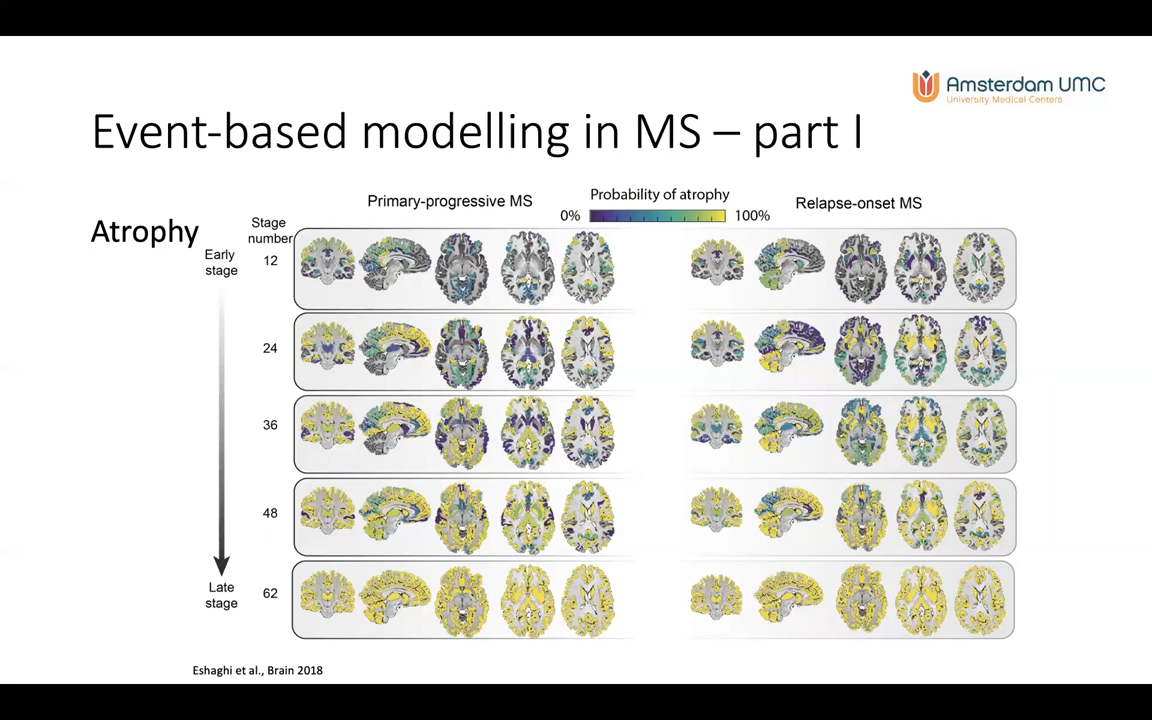 Amsterdam UMC
University Medical Centers
Event-based modelling in MS – part I
Primary-progressive MS
Probability of atrophy
0%
100%
Relapse-onset MS
Atrophy
Stage
number
Early
stage
12
24
36
48
Late
stage
62
Eshaghi et al., Brain 2018